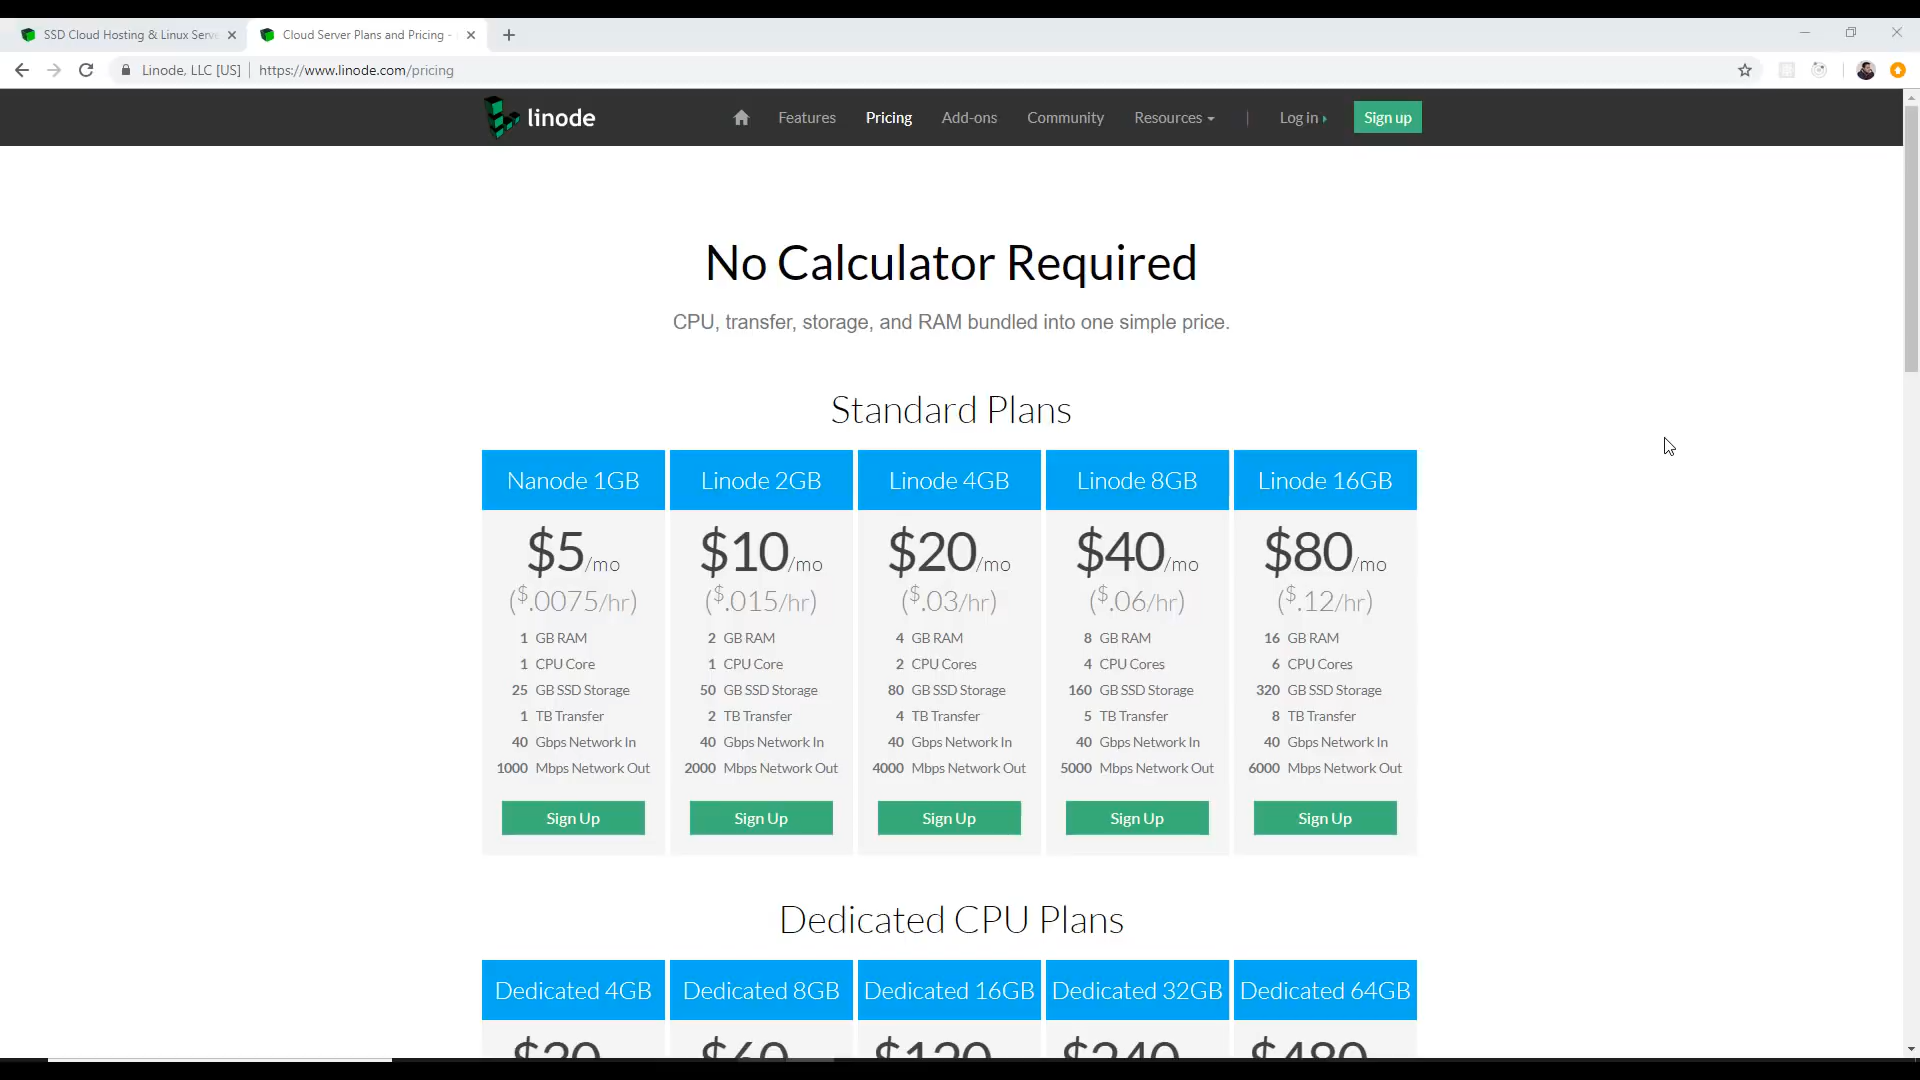 SSD Cloud Hosting & Linux Serve
Cloud Server Plans and Pricing -
Linode, LLC [US] https://www.linode.com/pricing
linode Features Pricing Add-ons Community Resources | Log in Sign up
No Calculator Required
CPU, transfer, storage, and RAM bundled into one simple price.
Standard Plans
Nanode 1GB
$5/mo
($.0075/hr)
1 GB RAM
1 CPU Core
25 GB SSD Storage
1 TB Transfer
40 Gbps Network In
1000 Mbps Network Out
Sign Up
Linode 2GB
$10/mo
($.015/hr)
2 GB RAM
1 CPU Core
50 GB SSD Storage
2 TB Transfer
40 Gbps Network In
2000 Mbps Network Out
Sign Up
Linode 4GB
$20/mo
($.03/hr)
4 GB RAM
2 CPU Cores
80 GB SSD Storage
4 TB Transfer
40 Gbps Network In
4000 Mbps Network Out
Sign Up
Linode 8GB
$40/mo
($.06/hr)
8 GB RAM
4 CPU Cores
160 GB SSD Storage
5 TB Transfer
40 Gbps Network In
5000 Mbps Network Out
Sign Up
Linode 16GB
$80/mo
($.12/hr)
16 GB RAM
6 CPU Cores
320 GB SSD Storage
8 TB Transfer
40 Gbps Network In
6000 Mbps Network Out
Sign Up
Dedicated CPU Plans
Dedicated 4GB
$30
Dedicated 8GB
$60
Dedicated 16GB
$120
Dedicated 32GB
$240
Dedicated 64GB
$480